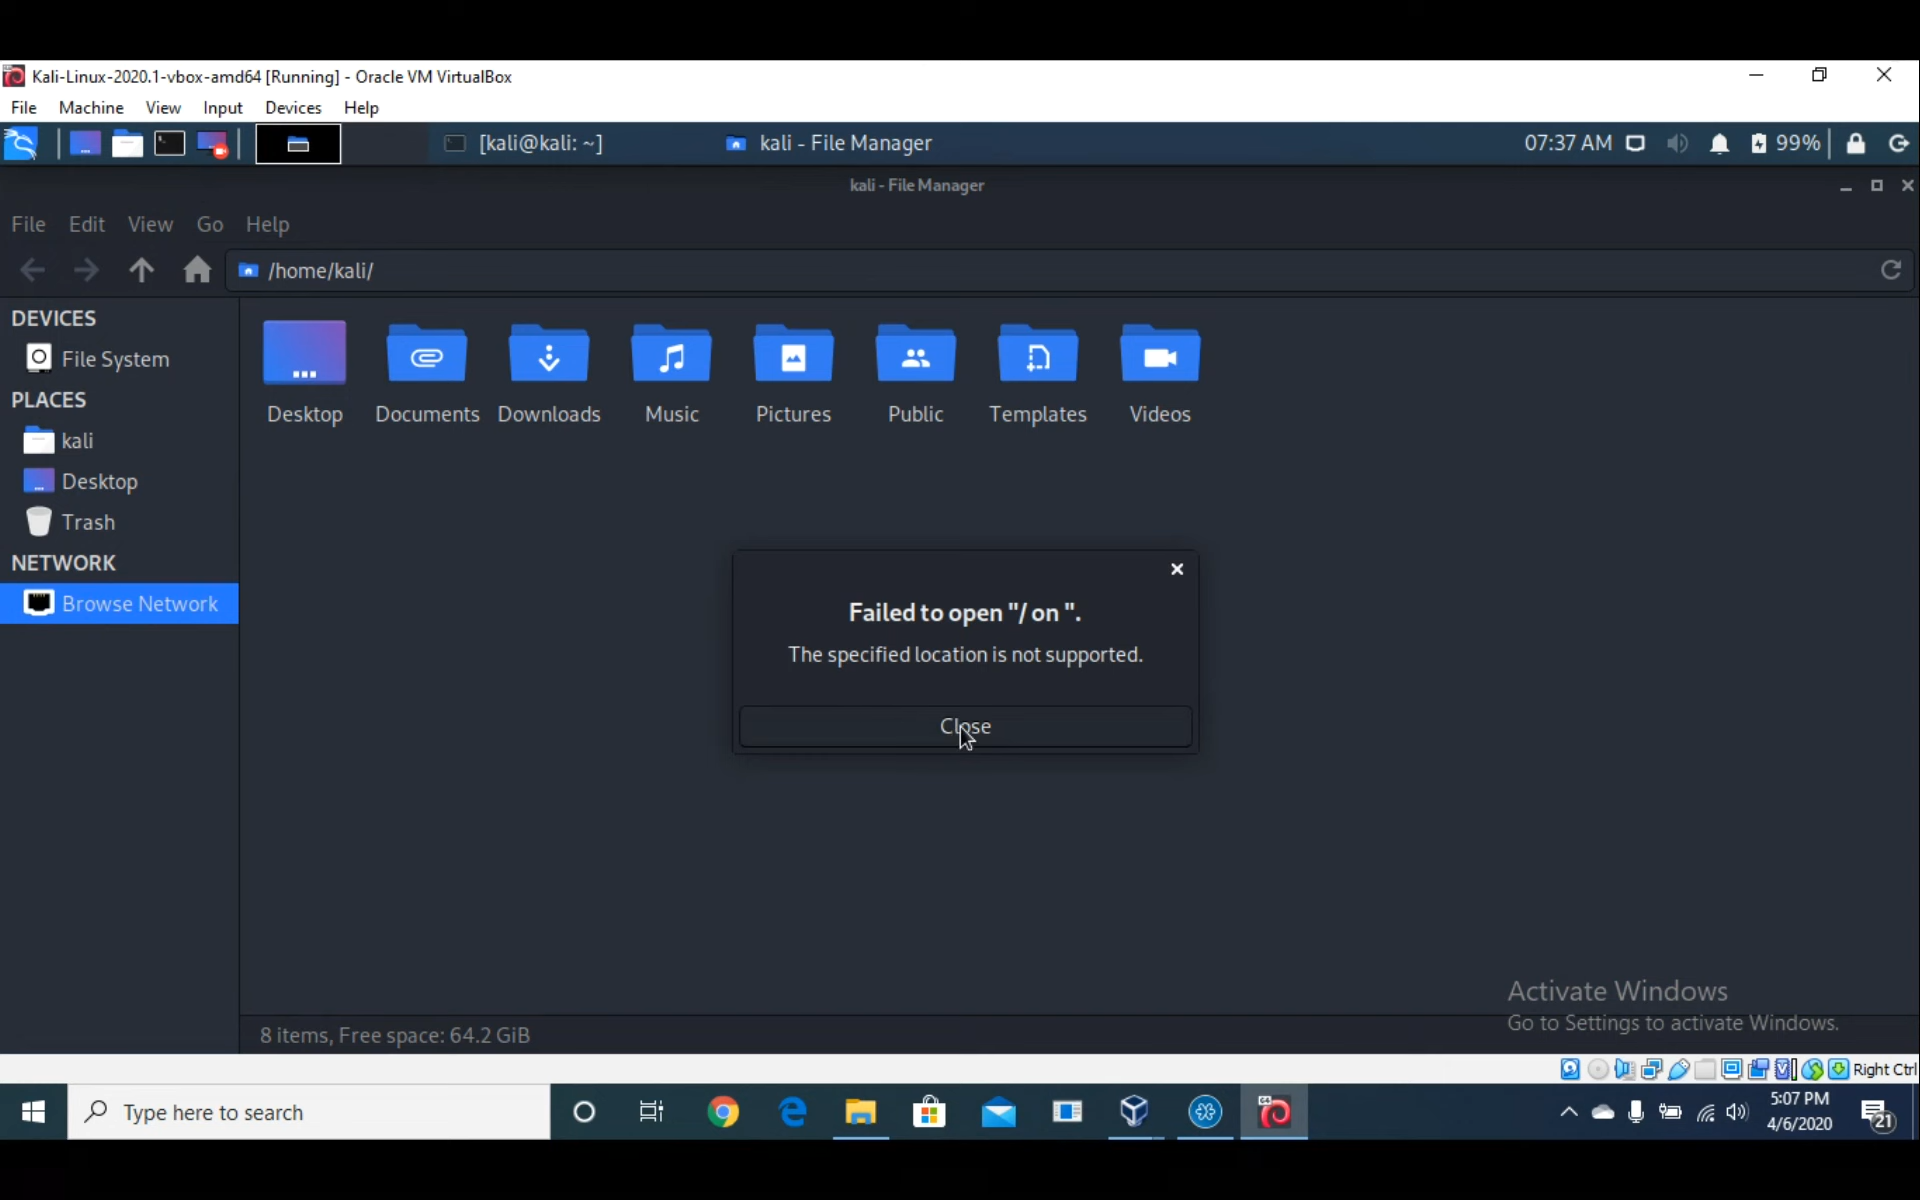 Kali-Linux-2020.1-vbox-amd64 [Running] - Oracle VM VirtualBox
File Machine View Input Devices Help
[kali@kali: ~] kali - File Manager 07:37 AM 99%
kali - File Manager
File Edit View Go Help
/home/kali/
DEVICES
File System
PLACES
kali
Desktop
Trash
NETWORK
Browse Network
Desktop Documents Downloads Music Pictures Public Templates Videos
Failed to open "/ on ".
The specified location is not supported.
Close
Activate Windows
Go to Settings to activate Windows.
8 items, Free space: 64.2 GiB
Right Ctrl
Type here to search
64
5:07 PM
4/6/2020
21